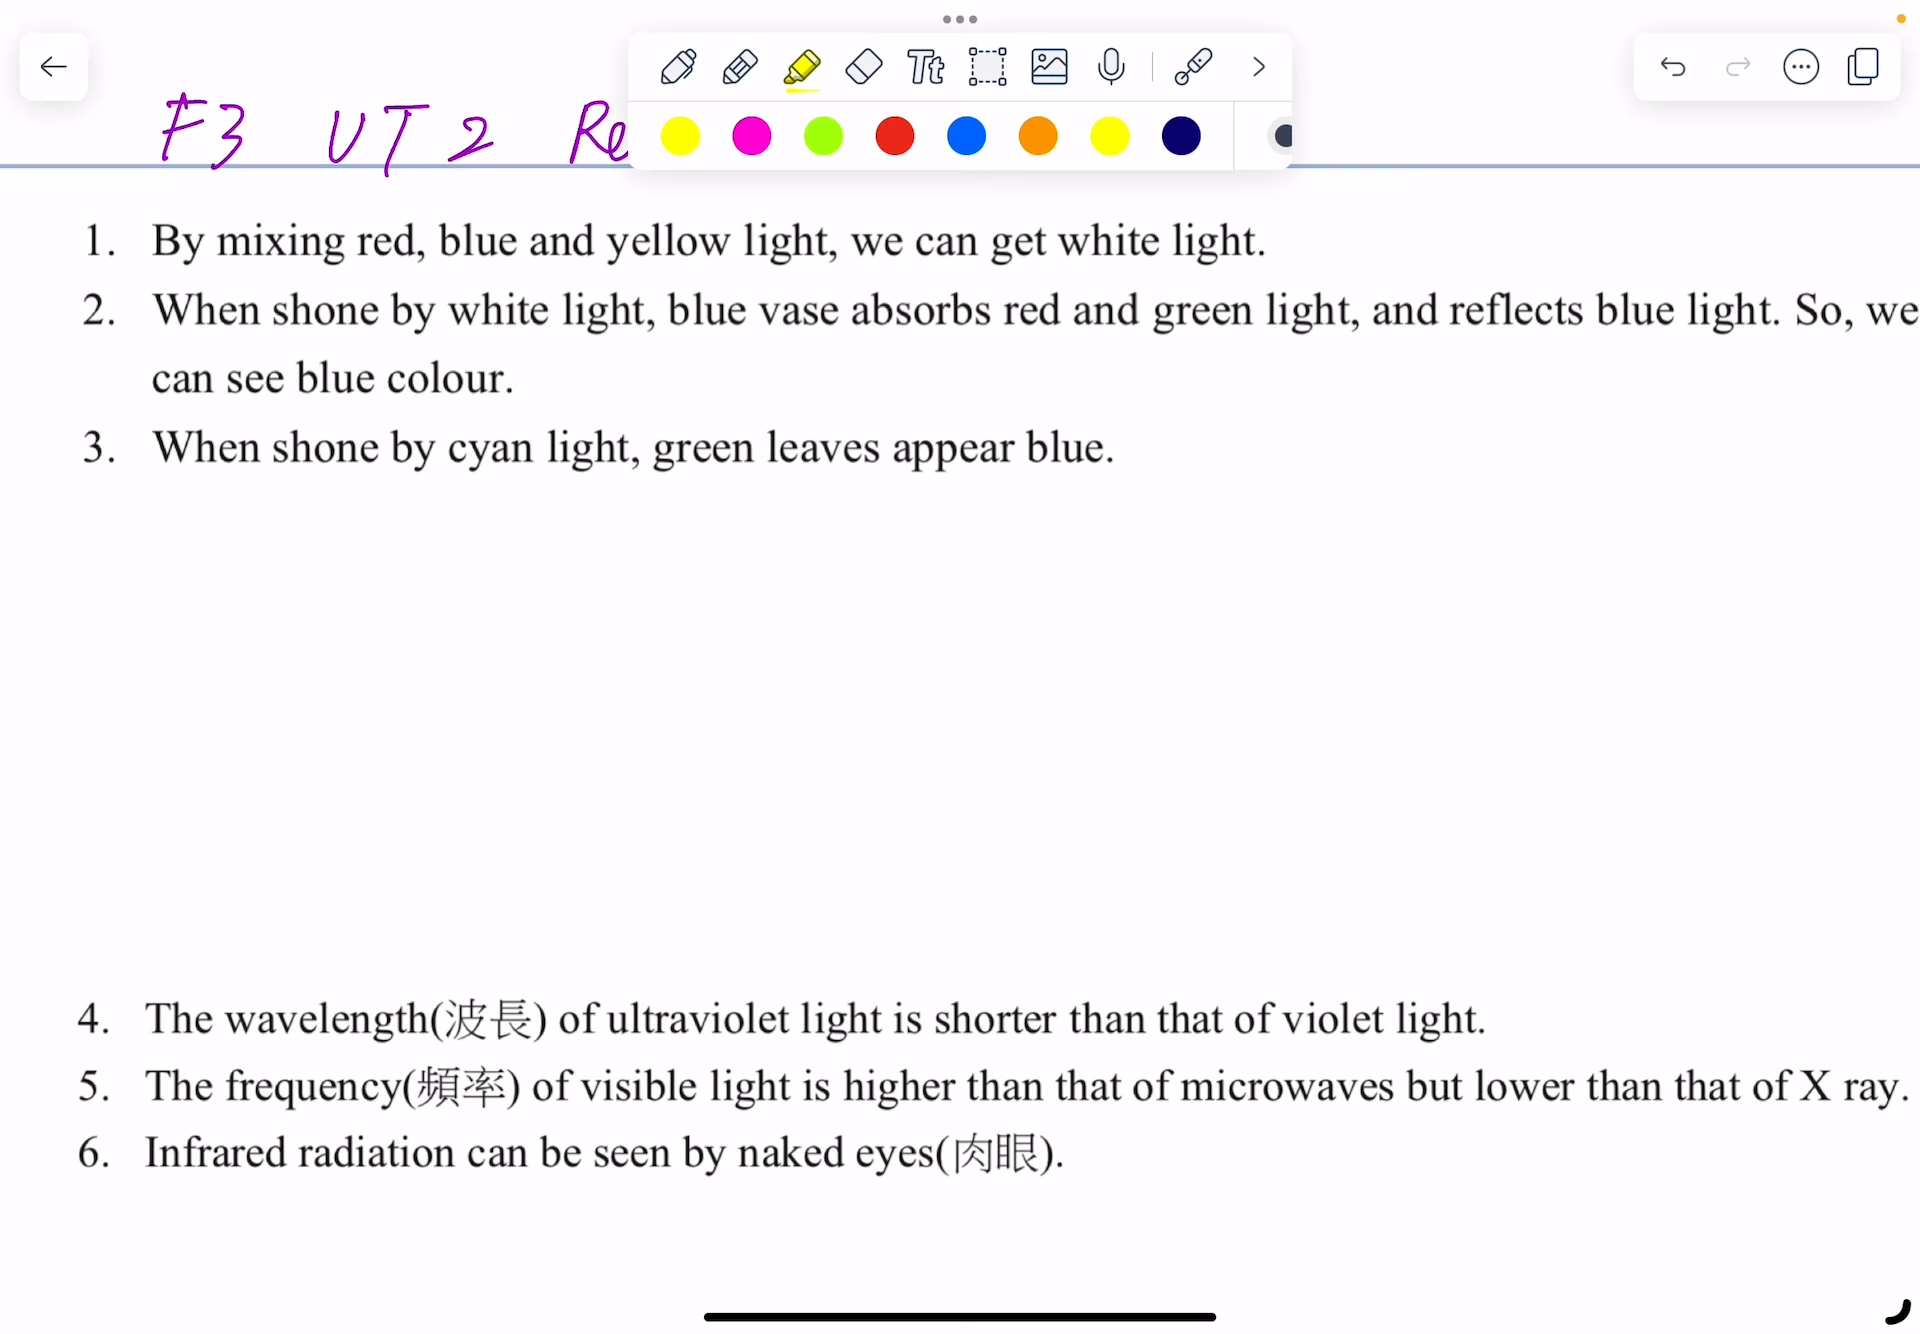 F3 UT 2 Re
Tt
1. By mixing red, blue and yellow light, we can get white light.
2. When shone by white light, blue vase absorbs red and green light, and reflects blue light. So, we
can see blue colour.
3. When shone by cyan light, green leaves appear blue.
4. The wavelength(波長) of ultraviolet light is shorter than that of violet light.
5. The frequency(頻率) of visible light is higher than that of microwaves but lower than that of X ray.
6. Infrared radiation can be seen by naked eyes(肉眼).